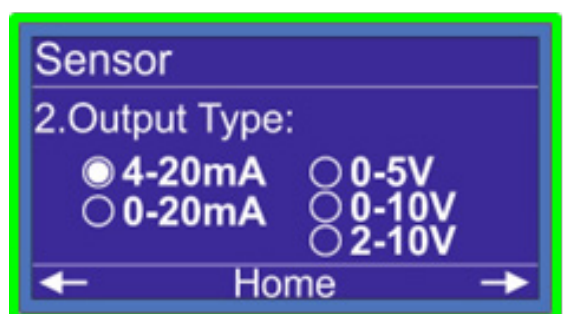 Sensor
2.Output Type:
4-20mA 0-5V
0-20mA 0-10V
2-10V
Home